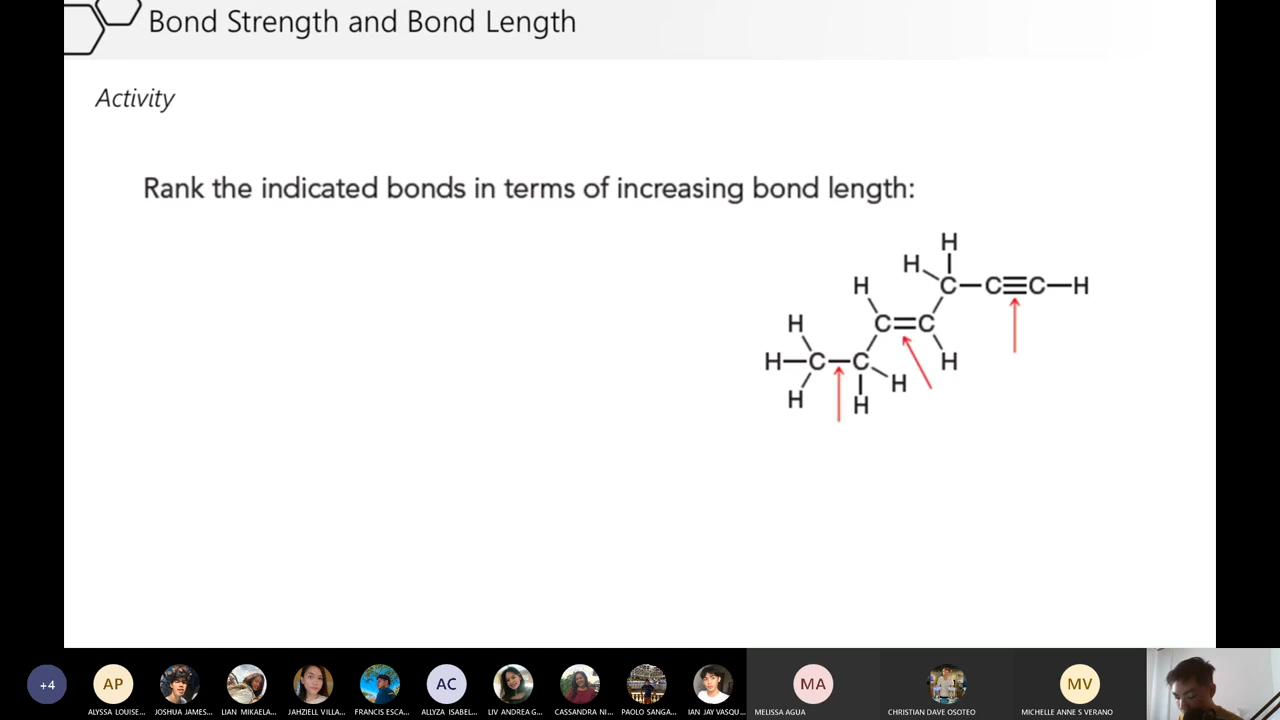 Bond Strength and Bond Length
Activity
Rank the indicated bonds in terms of increasing bond length:
H
H
H C—C≡C—H
H C=C
H—C—C H
H
H H
+4 AP AC MA MV
ALYSSA LOUISE... JOSHUA JAMES... LIAN MIKAELA... JAHZIELL VILLA... FRANCIS ESCA... ALLYZA ISABEL... LIV ANDREA G... CASSANDRA NI... PAOLO SANGA... IAN JAY VASQU... MELISSA AGUA CHRISTIAN DAVE OSOTEO MICHELLE ANNE S VERANO